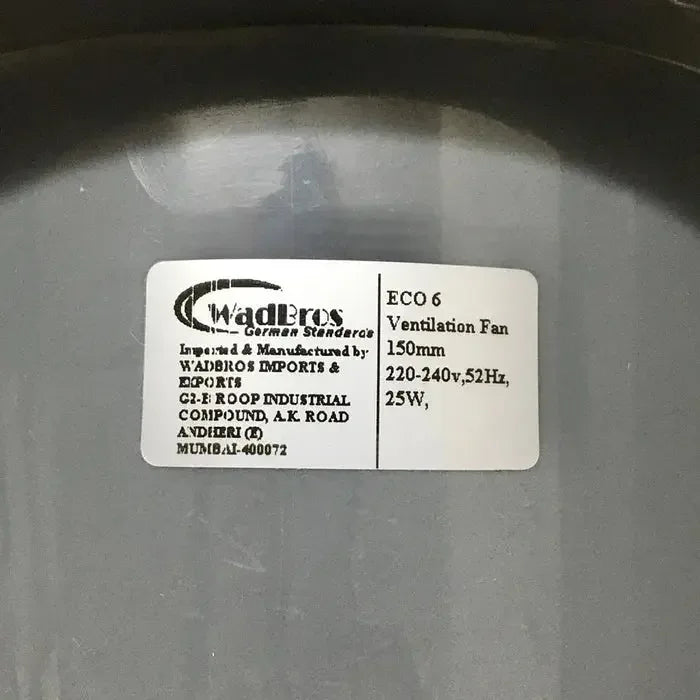 WadBros
German Standards
Imported & Manufactured by
WADBROS IMPORTS &
EXPORTS
ROOP INDUSTRIAL
COMPOUND, A.K. ROAD
ANDHERI (E)
MUMBAI-400072
ECO 6
Ventilation Fan
150mm
220-240v,52Hz,
25W,